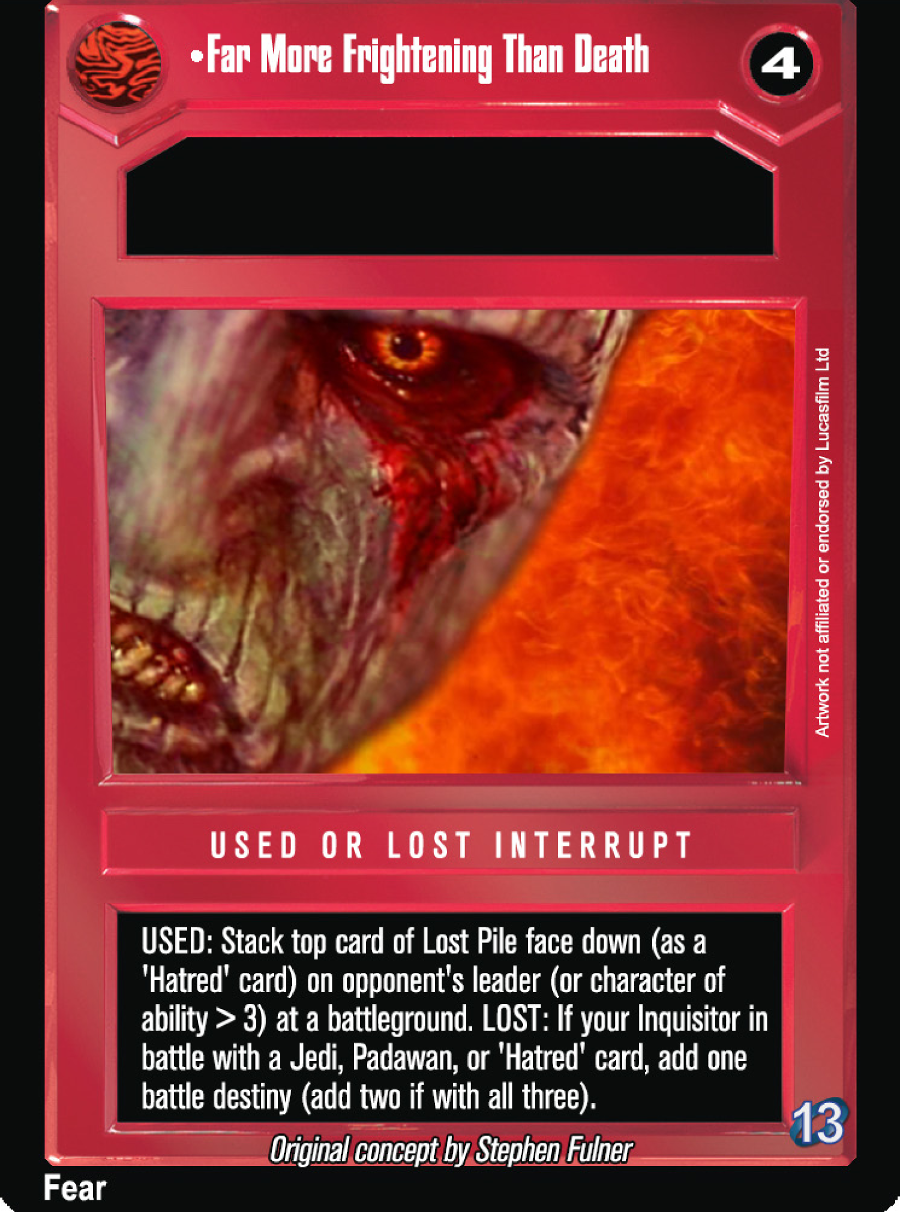 •Far More Frightening Than Death
4
Artwork not affiliated or endorsed by Lucasfilm Ltd
USED OR LOST INTERRUPT
USED: Stack top card of Lost Pile face down (as a
'Hatred' card) on opponent's leader (or character of
ability > 3) at a battleground. LOST: If your Inquisitor in
battle with a Jedi, Padawan, or 'Hatred' card, add one
battle destiny (add two if with all three).
13
Original concept by Stephen Fulner
Fear